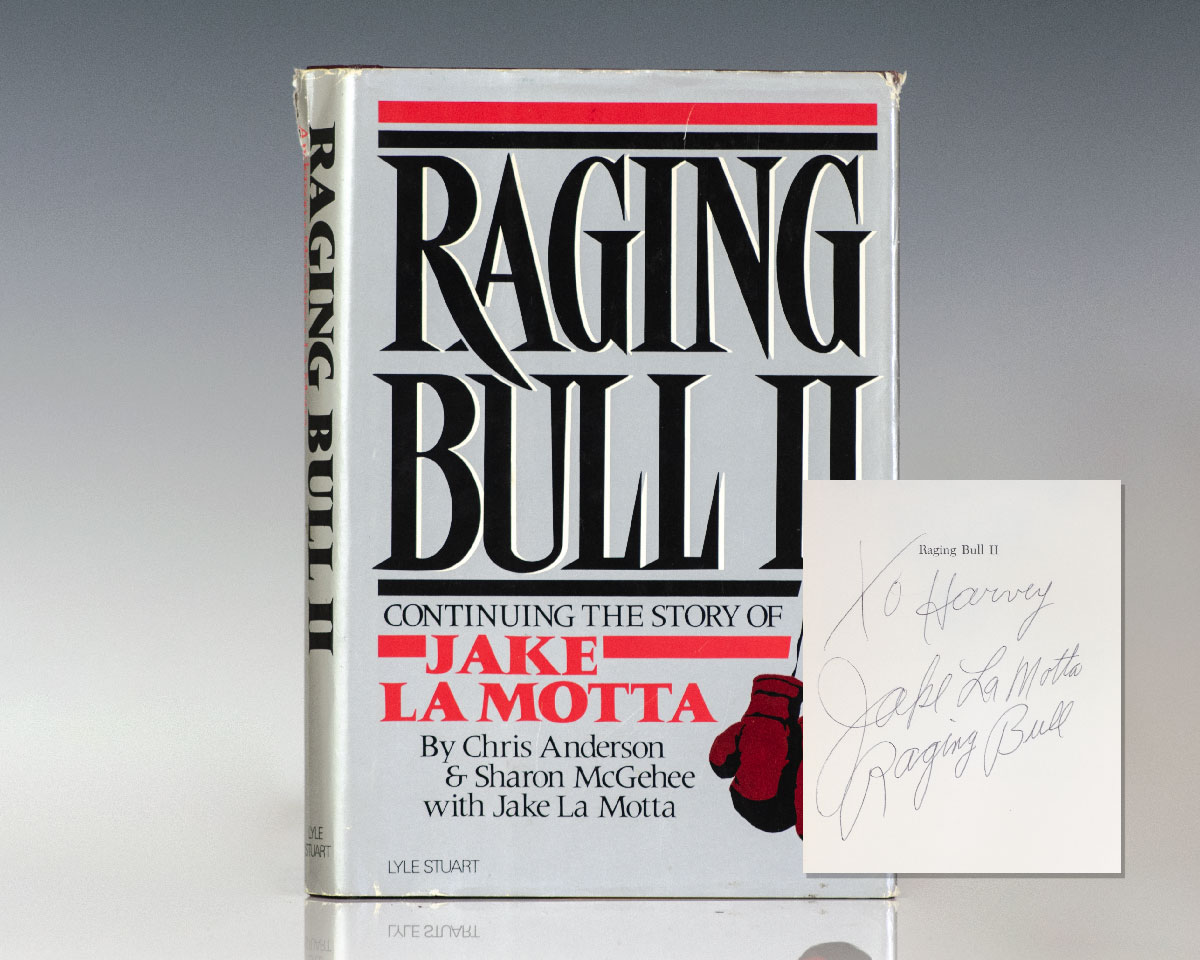 RAGING BULL II
LYLE
STUART
RAGING
BULL II
CONTINUING THE STORY OF
JAKE
LA MOTTA
By Chris Anderson
& Sharon McGehee
with Jake La Motta
LYLE STUART
Raging Bull II
To Harvey
Jake La Motta
Raging Bull